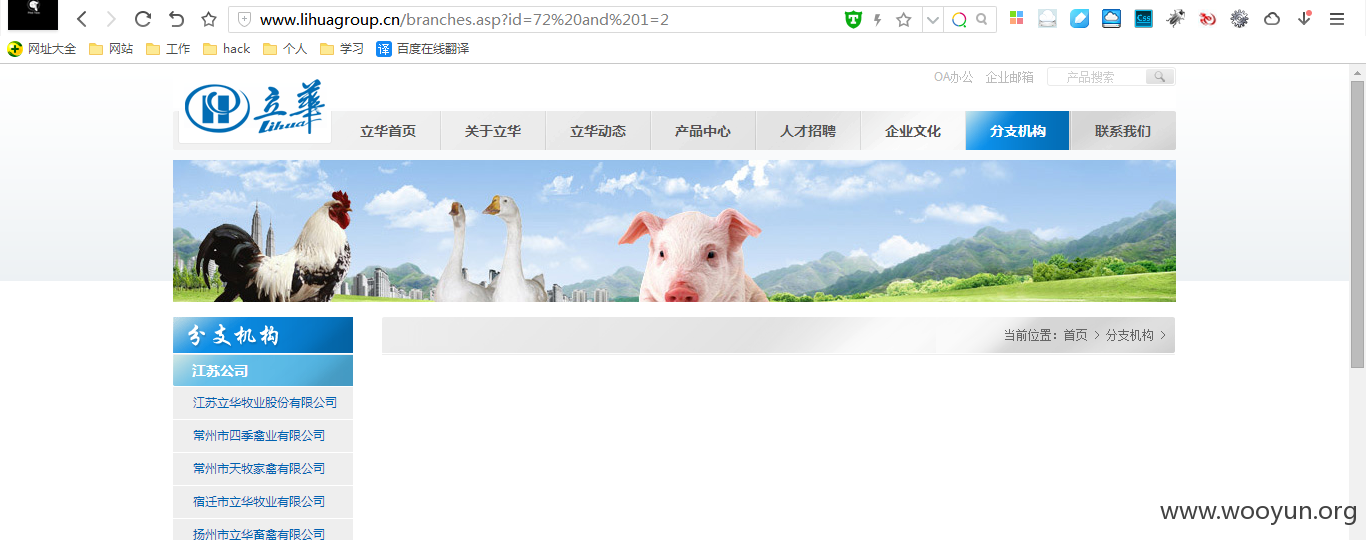 www.lihuagroup.cn/branches.asp?id=72%20and%201=2
网址大全 网站 工作 hack 个人 学习 译 百度在线翻译
OA办公 企业邮箱 产品搜索
立华 Lihua
立华首页 关于立华 立华动态 产品中心 人才招聘 企业文化 分支机构 联系我们
分支机构
当前位置：首页 > 分支机构 >
江苏公司
江苏立华牧业股份有限公司
常州市四季禽业有限公司
常州市天牧家禽有限公司
宿迁市立华牧业有限公司
扬州市立华畜禽有限公司
www.wooyun.org